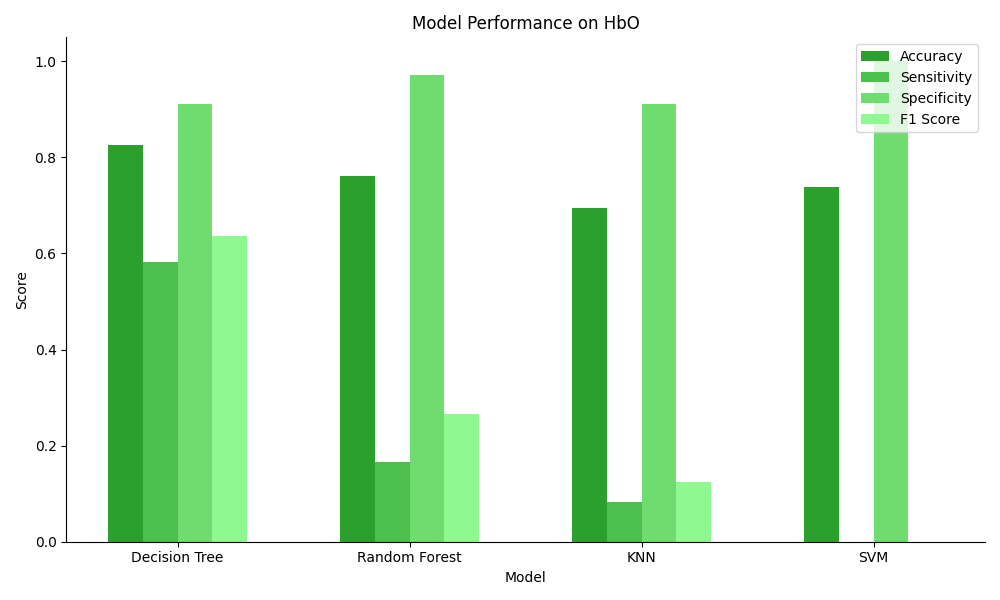 Model Performance on HbO
Accuracy
Sensitivity
Specificity
F1 Score
1.0
0.8
0.6
0.4
0.2
0.0
Score
Decision Tree
Random Forest
KNN
SVM
Model